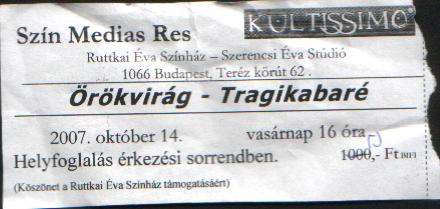 Szín Medias Res
KULTISSIMO
Ruttkai Éva Színház – Szerencsi Éva Stúdió
1066 Budapest, Teréz körút 62 .
Örökvirág - Tragikabaré
2007. október 14. vasárnap 16 óra
Helyfoglalás érkezési sorrendben. 1000,- Ft
(Köszönet a Ruttkai Éva Színház támogatásáért)